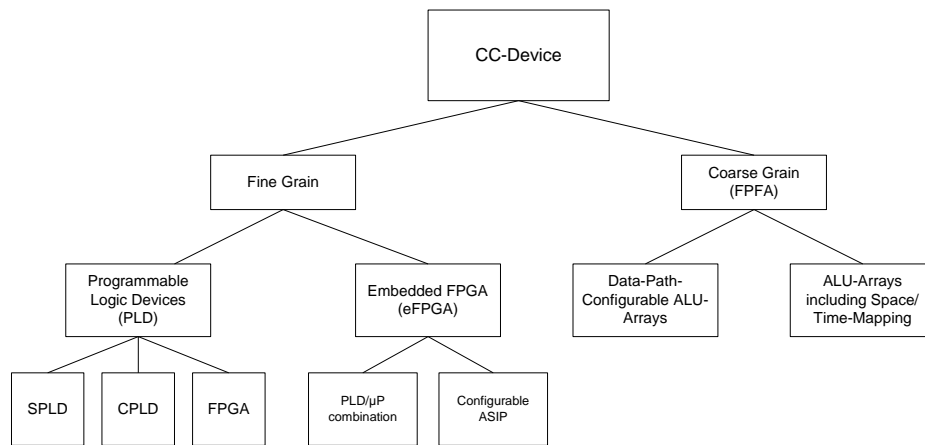 CC-Device
Fine Grain
Coarse Grain
(FPFA)
Programmable
Logic Devices
(PLD)
Embedded FPGA
(eFPGA)
Data-Path-
Configurable ALU-
Arrays
ALU-Arrays
including Space/
Time-Mapping
SPLD
CPLD
FPGA
PLD/µP
combination
Configurable
ASIP